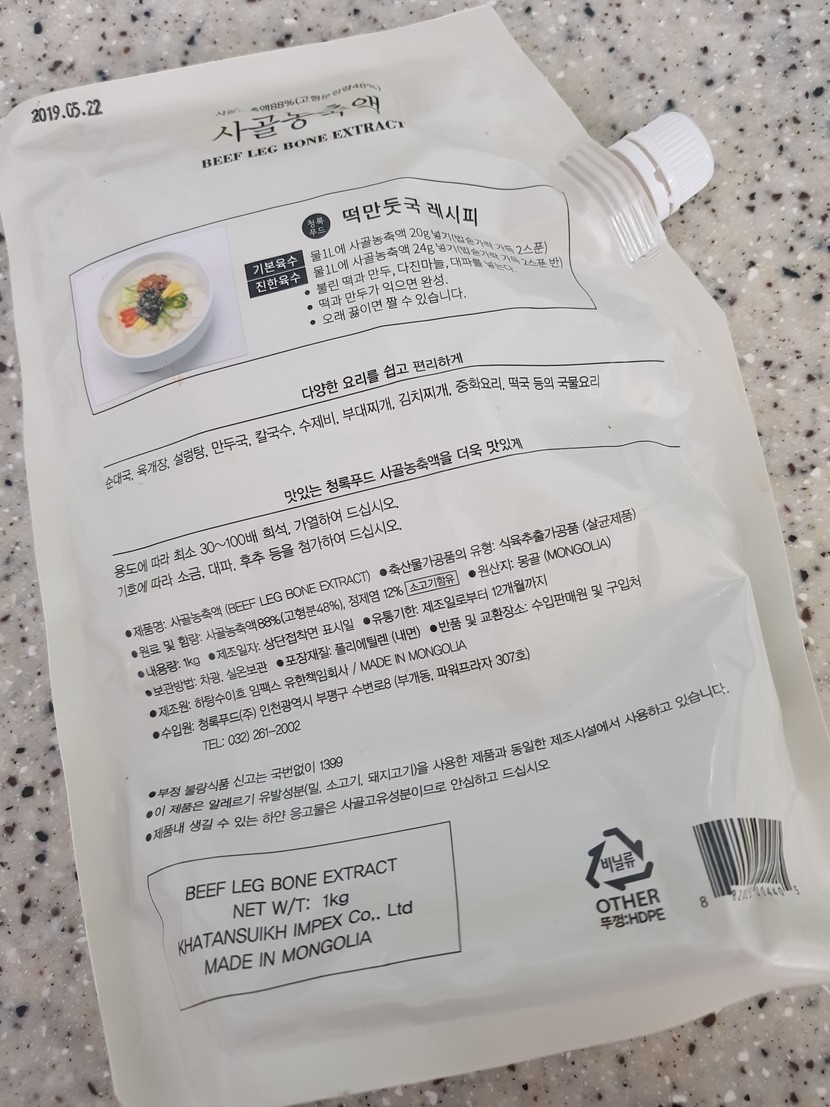 2019.05.22
축액88%(고형분함량48%)
사골농축액
BEEF LEG BONE EXTRACT
청록푸드
떡만둣국 레시피
기본육수 물1L에 사골농축액 20g넣기(밥숟가락 가득 2스푼)
진한육수 물1L에 사골농축액 24g넣기(밥숟가락 가득 2스푼 반)
• 불린 떡과 만두, 다진마늘, 대파를 넣는다.
• 떡과 만두가 익으면 완성.
• 오래 끓이면 짤 수 있습니다.
다양한 요리를 쉽고 편리하게
순대국, 육개장, 설렁탕, 만두국, 칼국수, 수제비, 부대찌개, 김치찌개, 중화요리, 떡국 등의 국물요리
맛있는 청록푸드 사골농축액을 더욱 맛있게
용도에 따라 최소 30~100배 희석, 가열하여 드십시오.
기호에 따라 소금, 대파, 후추 등을 첨가하여 드십시오.
●제품명: 사골농축액 (BEEF LEG BONE EXTRACT) ●축산물가공품의 유형: 식육추출가공품 (살균제품)
●원료 및 함량: 사골농축액88%(고형분48%), 정제염 12% 소고기함유 ●원산지: 몽골 (MONGOLIA)
●내용량: 1kg ●제조일자: 상단접착면 표시일 ●유통기한: 제조일로부터 12개월까지
●보관방법: 차광, 실온보관 ●포장재질: 폴리에틸렌 (내면) ●반품 및 교환장소: 수입판매원 및 구입처
●제조원: 하탕수이호 임팩스 유한책임회사 / MADE IN MONGOLIA
●수입원: 청록푸드(주) 인천광역시 부평구 수변로8 (부개동, 파워프라자 307호)
TEL: 032) 261-2002
●부정 불량식품 신고는 국번없이 1399
●이 제품은 알레르기 유발성분(밀, 소고기, 돼지고기)을 사용한 제품과 동일한 제조시설에서 사용하고 있습니다.
●제품내 생길 수 있는 하얀 응고물은 사골고유성분이므로 안심하고 드십시오
BEEF LEG BONE EXTRACT
NET W/T: 1kg
KHATANSUIKH IMPEX Co,. Ltd
MADE IN MONGOLIA
비닐류
OTHER
뚜껑:HDPE
8